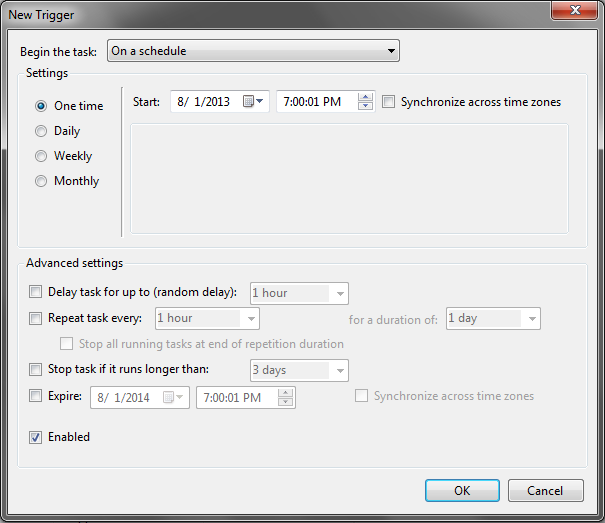 New Trigger
Begin the task: On a schedule
Settings
One time
Start: 8/ 1/2013 7:00:01 PM Synchronize across time zones
Daily
Weekly
Monthly
Advanced settings
Delay task for up to (random delay): 1 hour
Repeat task every: 1 hour for a duration of: 1 day
Stop all running tasks at end of repetition duration
Stop task if it runs longer than: 3 days
Expire: 8/ 1/2014 7:00:01 PM Synchronize across time zones
Enabled
OK Cancel